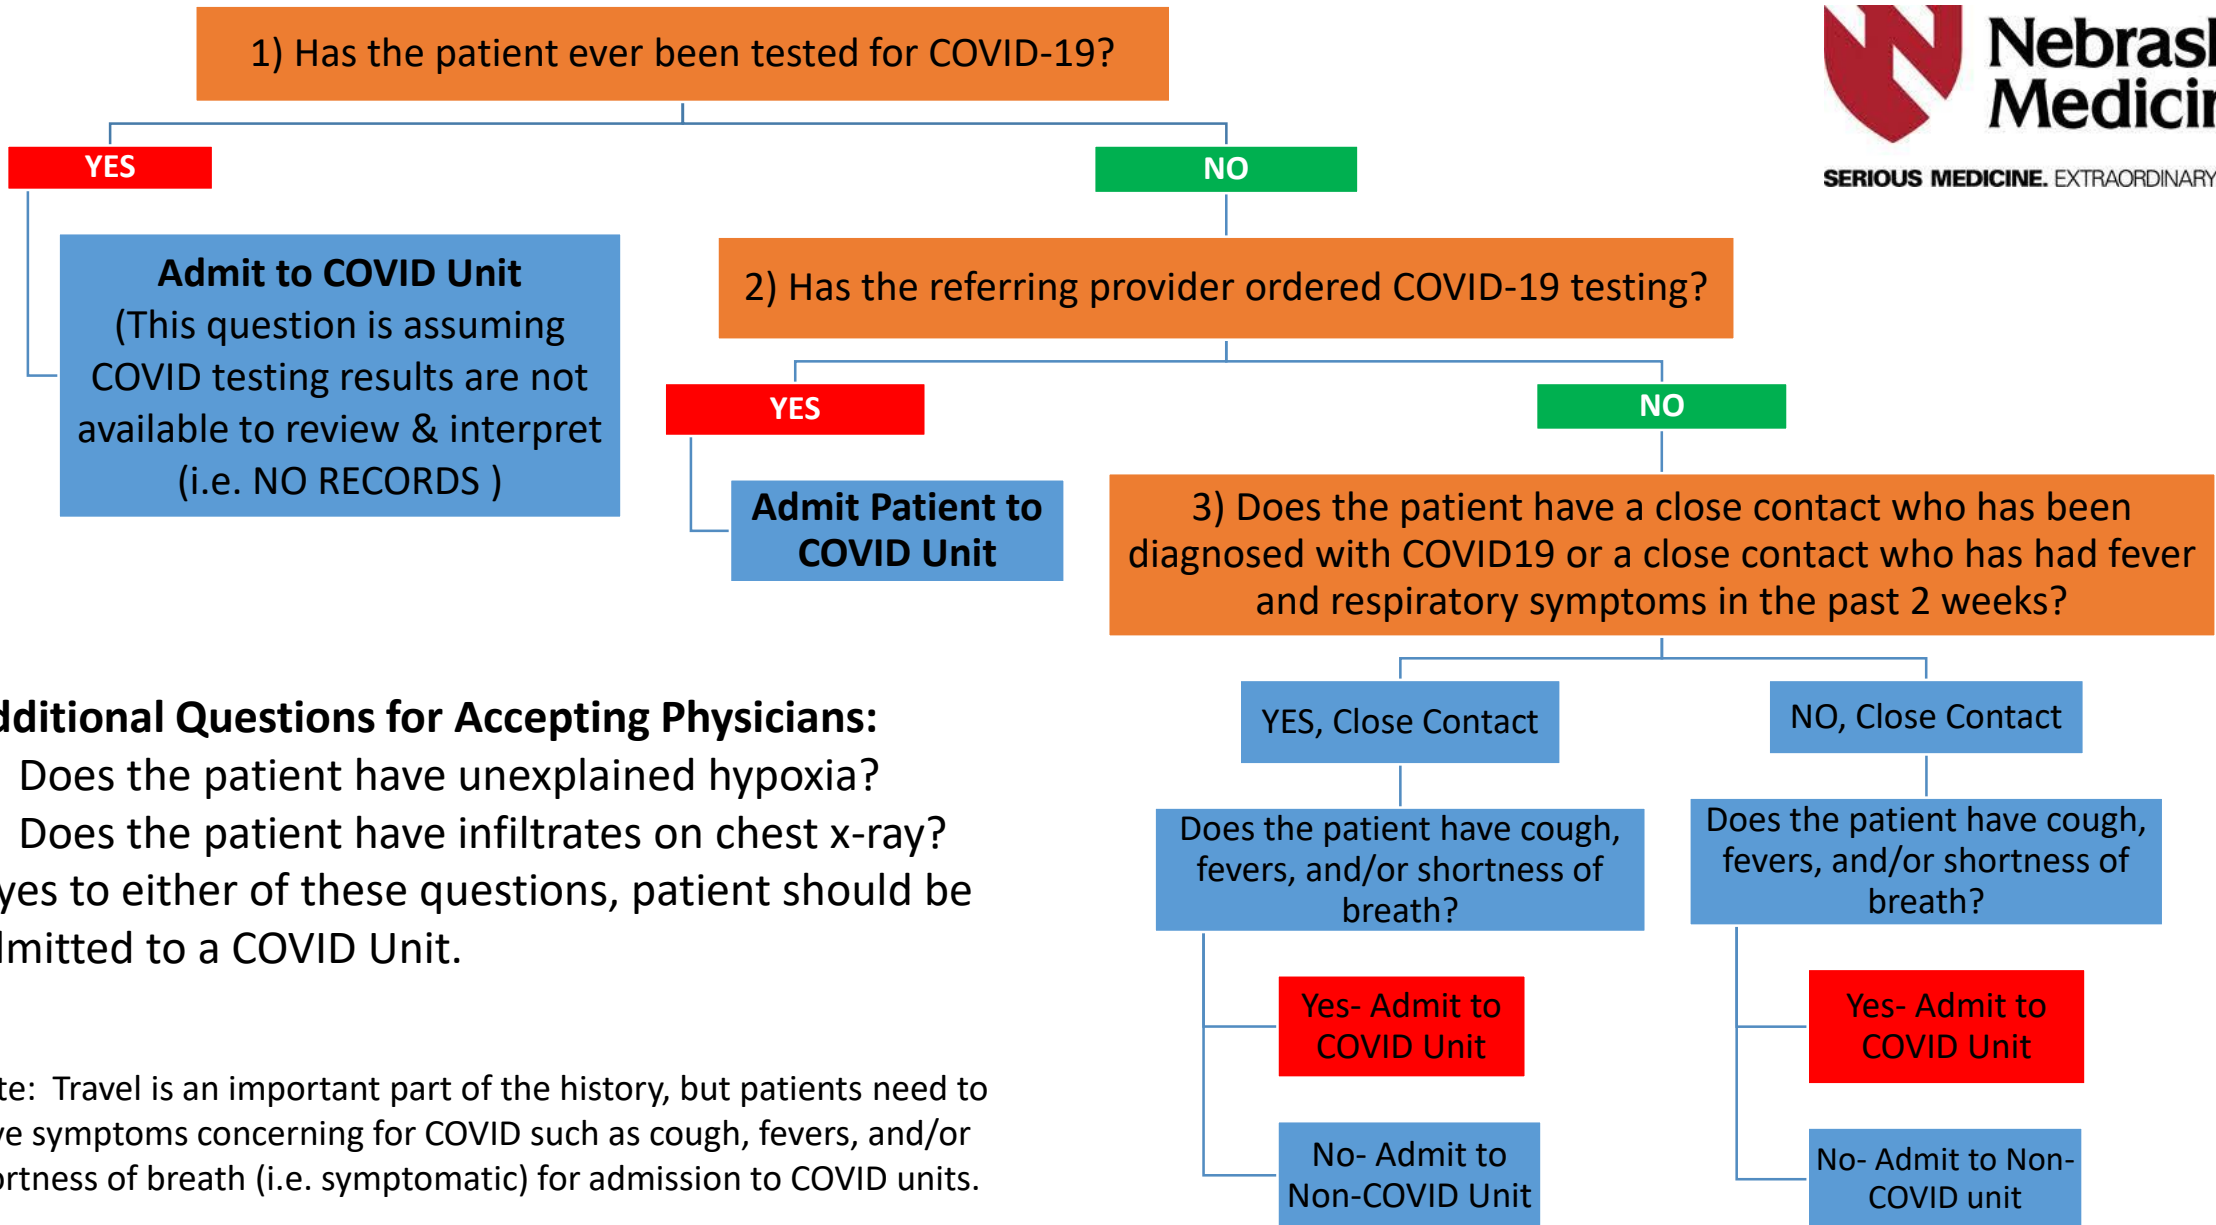 1) Has the patient ever been tested for COVID-19?
Medicine
SERIOUS MEDICINE. EXTRAORDINARY
YES
NO
Admit to COVID Unit
(This question is assuming
COVID testing results are not
available to review & interpret
(i.e. NO RECORDS )
2) Has the referring provider ordered COVID-19 testing?
YES
NO
Admit Patient to
COVID Unit
3) Does the patient have a close contact who has been
diagnosed with COVID19 or a close contact who has had fever
and respiratory symptoms in the past 2 weeks?
YES, Close Contact
NO, Close Contact
Does the patient have cough,
fevers, and/or shortness of
breath?
Does the patient have cough,
fevers, and/or shortness of
breath?
Yes- Admit to
COVID Unit
Yes- Admit to
COVID Unit
No- Admit to
Non-COVID Unit
No- Admit to Non-
COVID unit
Questions for Accepting Physicians:
Does the patient have unexplained hypoxia?
Does the patient have infiltrates on chest x-ray?
yes to either of these questions, patient should be
to a COVID Unit.
Travel is an important part of the history, but patients need to
symptoms concerning for COVID such as cough, fevers, and/or
of breath (i.e. symptomatic) for admission to COVID units.